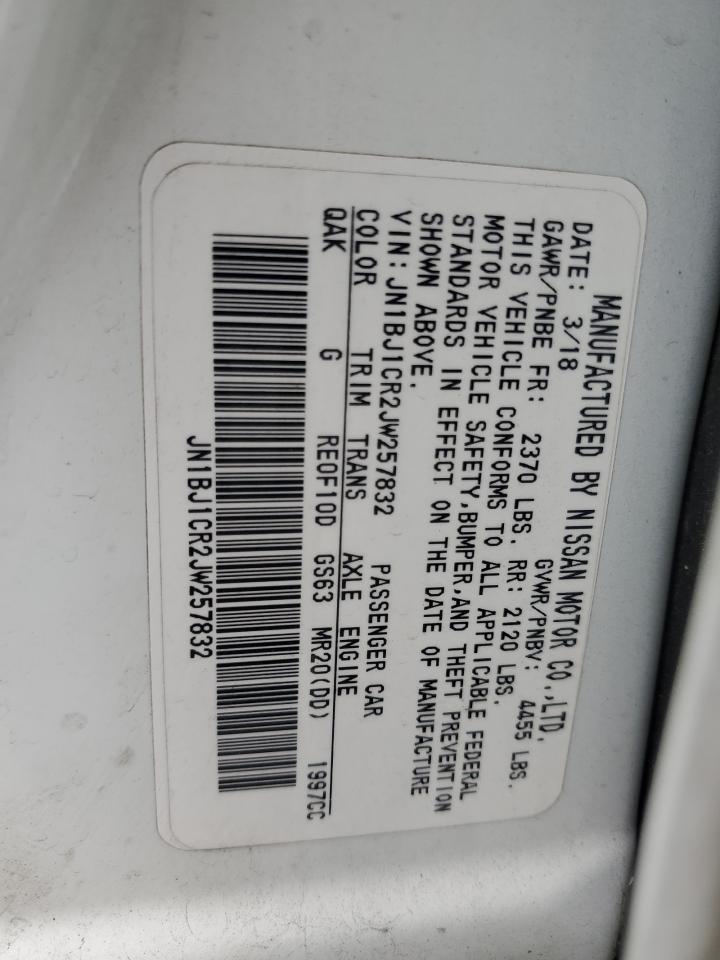 MANUFACTURED BY NISSAN MOTOR CO.,LTD.
DATE: 3/18 GVWR/PNBV: 4455 LBS.
GAWR/PNBE FR: 2370 LBS. RR: 2120 LBS.
THIS VEHICLE CONFORMS TO ALL APPLICABLE FEDERAL
MOTOR VEHICLE SAFETY,BUMPER,AND THEFT PREVENTION
STANDARDS IN EFFECT ON THE DATE OF MANUFACTURE
SHOWN ABOVE.
VIN:JN1BJ1CR2JW257832 PASSENGER CAR
COLOR TRIM TRANS AXLE ENGINE
QAK G RE0F10D GS63 MR20(DD) 1997CC
JN1BJ1CR2JW257832